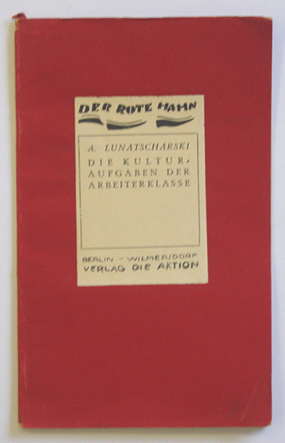 DER ROTE HAHN
A. LUNATSCHARSKI
DIE KULTUR-
AUFGABEN DER
ARBEITERKLASSE
BERLIN - WILMERSDORF
VERLAG DIE AKTION